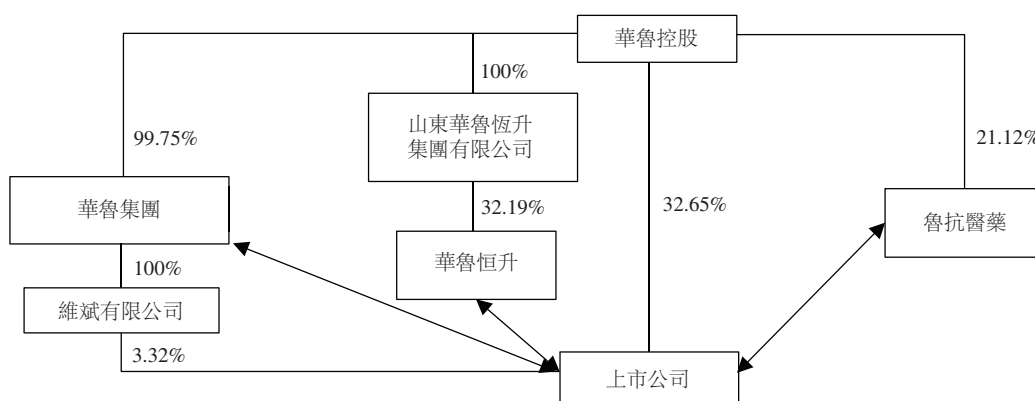 華魯控股
100%
山東華魯恆升
集團有限公司
99.75%
21.12%
華魯集團
32.19%
32.65%
魯抗醫藥
華魯恒升
100%
維斌有限公司
3.32%
上市公司